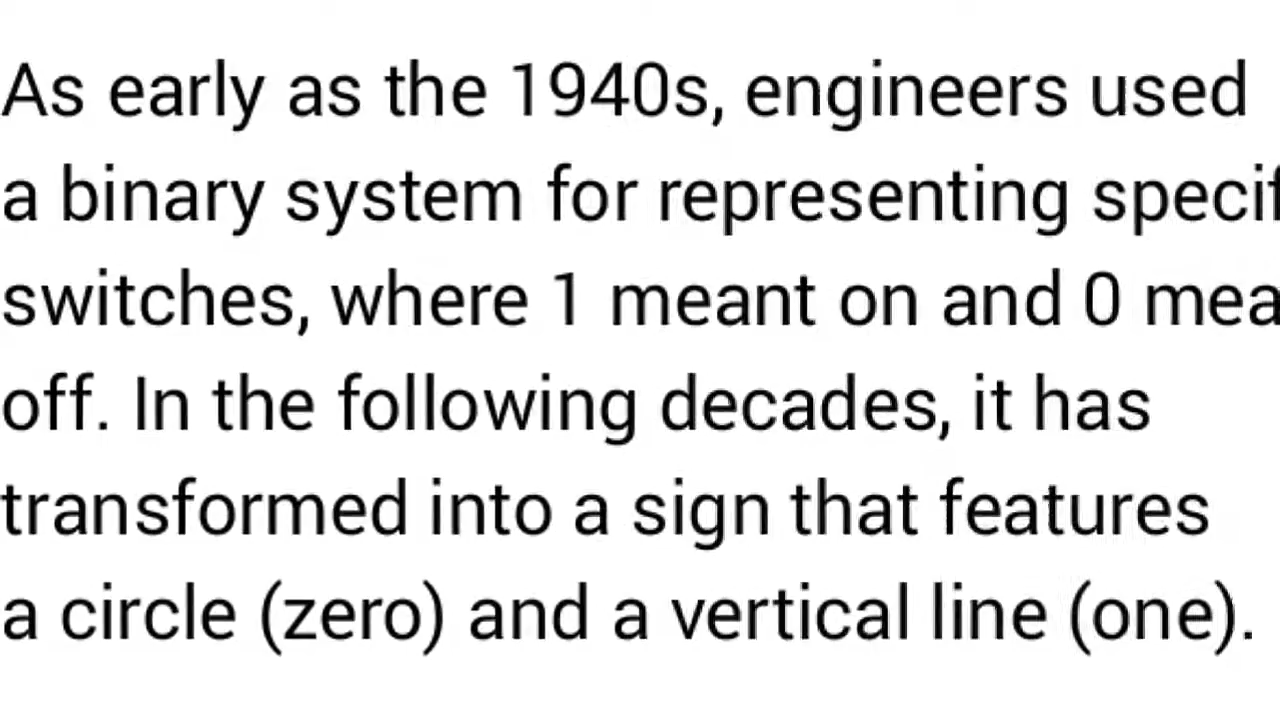 As early as the 1940s, engineers used
a binary system for representing specif
switches, where 1 meant on and 0 mea
off. In the following decades, it has
transformed into a sign that features
a circle (zero) and a vertical line (one).